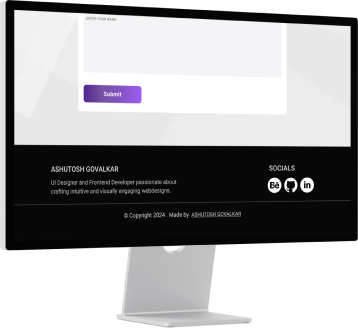 ENTER YOUR NAME
Submit
ASHUTOSH GOVALKAR
UI Designer and Frontend Developer passionate about
crafting intuitive and visually engaging webdesigns.
SOCIALS
Bē
in
© Copyright 2024 . Made by ASHUTOSH GOVALKAR